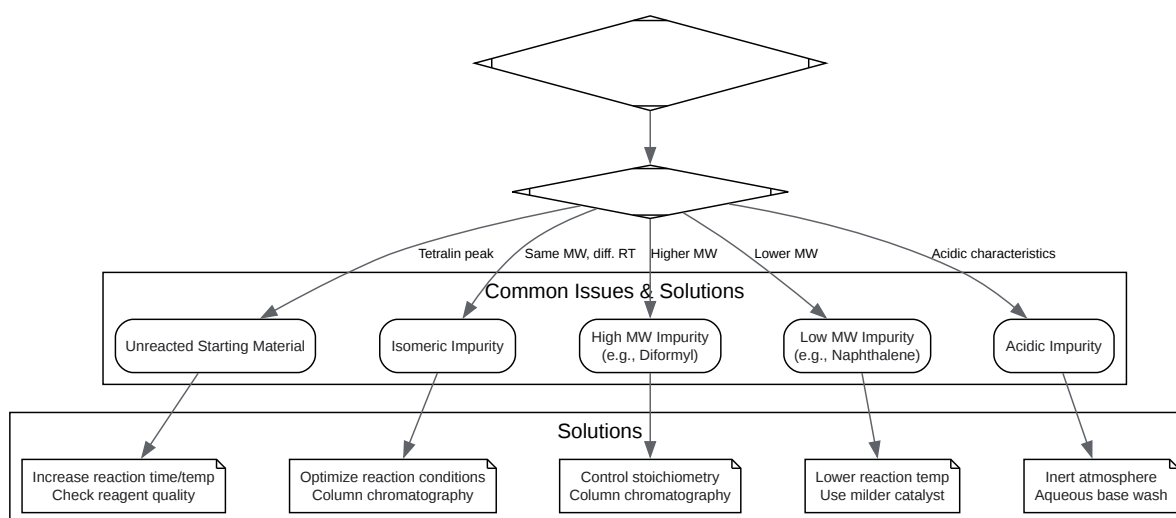 Tetralin peak
Same MW, diff. RT
Higher MW
Lower MW
Acidic characteristics
Common Issues & Solutions
Unreacted Starting Material
Isomeric Impurity
High MW Impurity
(e.g., Diformyl)
Low MW Impurity
(e.g., Naphthalene)
Acidic Impurity
Solutions
Increase reaction time/temp
Check reagent quality
Optimize reaction conditions
Column chromatography
Control stoichiometry
Column chromatography
Lower reaction temp
Use milder catalyst
Inert atmosphere
Aqueous base wash